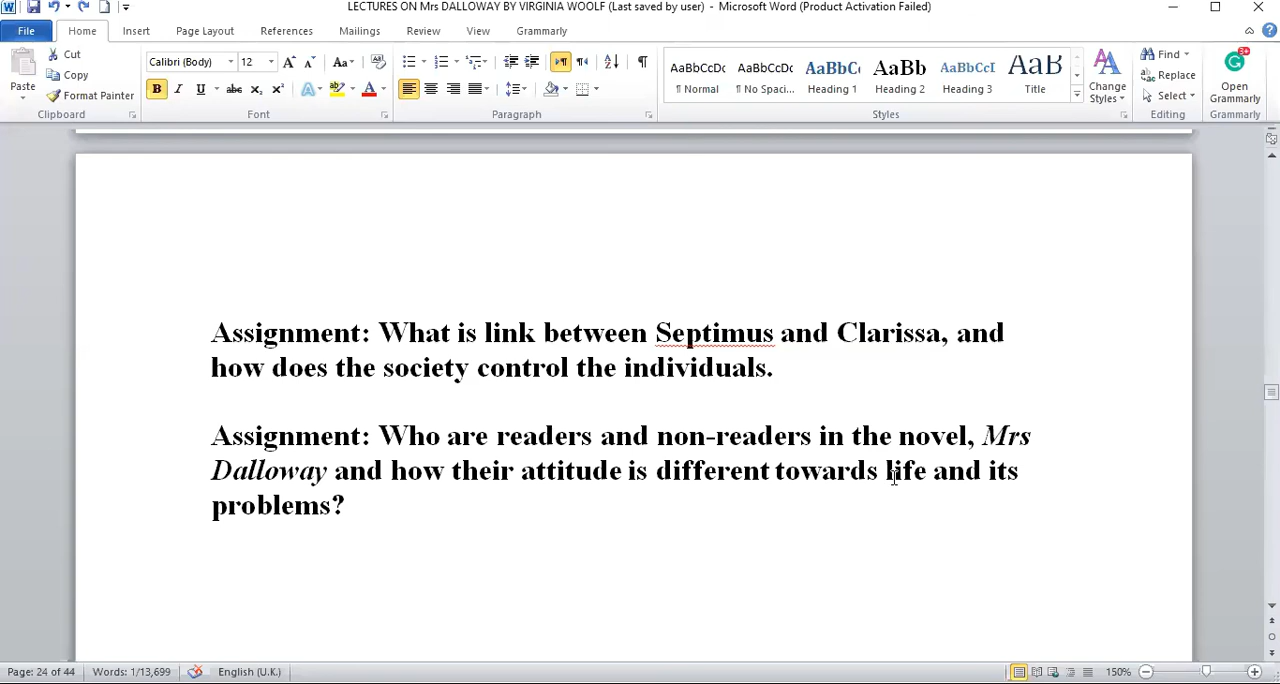 LECTURES ON Mrs DALLOWAY BY VIRGINIA WOOLF (Last saved by user) - Microsoft Word (Product Activation Failed)
File Home Insert Page Layout References Mailings Review View Grammarly
Cut
Copy
Format Painter
Paste
Clipboard
Calibri (Body) 12
Font
Paragraph
AaBbCcDc AaBbCcDc AaBbC AaBb AaBbCcI AaB
¶ Normal ¶ No Spaci... Heading 1 Heading 2 Heading 3 Title
Change Styles
Styles
Find
Replace
Select
Editing
Open Grammarly
Grammarly
Assignment: What is link between Septimus and Clarissa, and
how does the society control the individuals.
Assignment: Who are readers and non-readers in the novel, Mrs
Dalloway and how their attitude is different towards life and its
problems?
Page: 24 of 44 Words: 1/13,699 English (U.K.) 150%